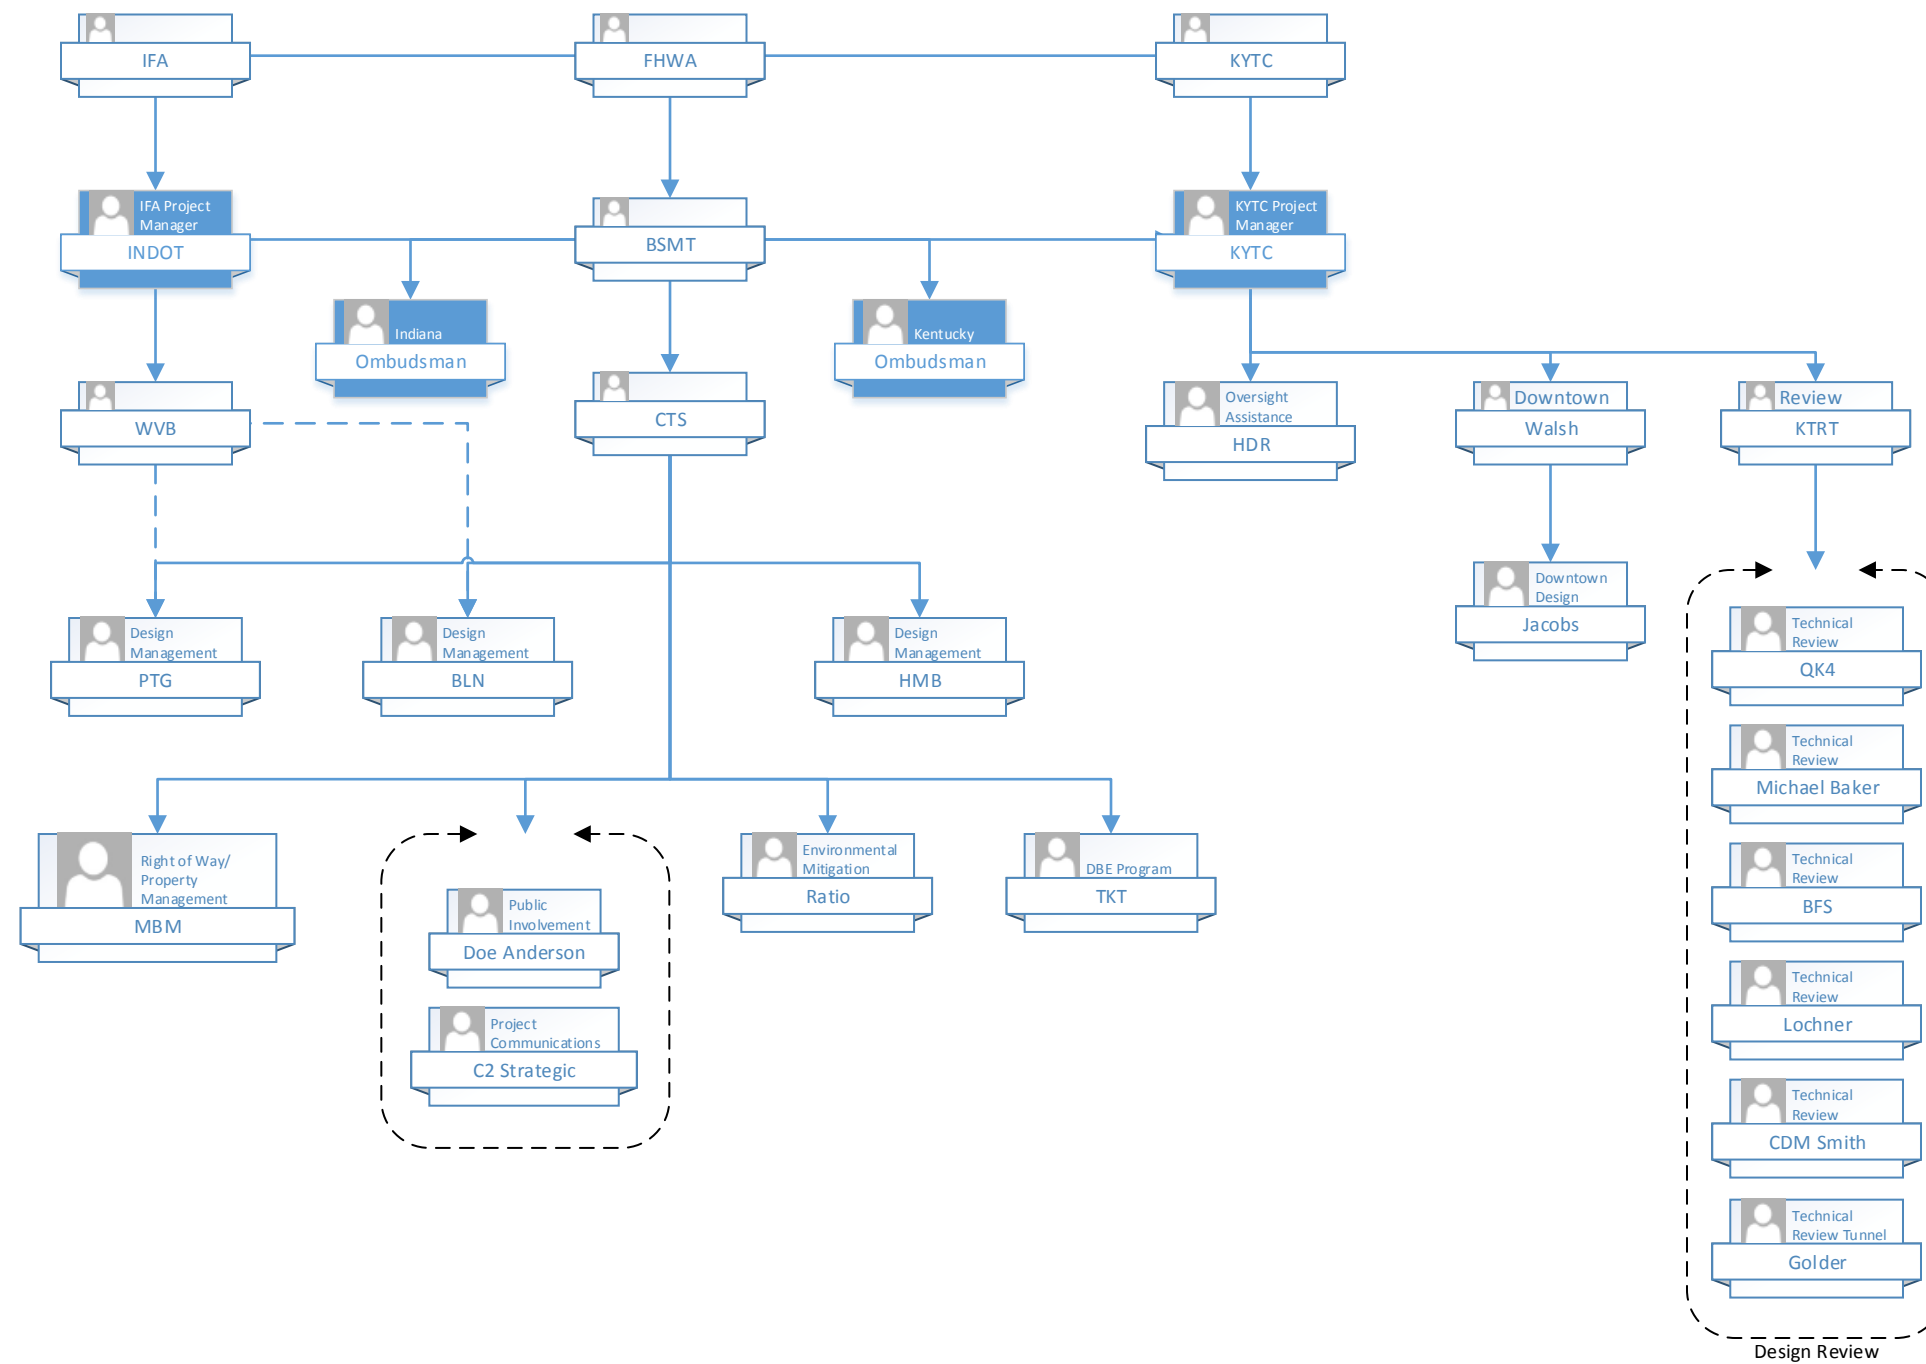 IFA
FHWA
KYTC
IFA Project
Manager
INDOT
BSMT
KYTC Project
Manager
KYTC
Indiana
Ombudsman
Kentucky
Ombudsman
WVB
CTS
Oversight
Assistance
HDR
Downtown
Walsh
Review
KTRT
Downtown
Design
Jacobs
Design
Management
PTG
Design
Management
BLN
Design
Management
HMB
Technical
Review
QK4
Technical
Review
Michael Baker
Right of Way/
Property
Management
MBM
Public
Involvement
Doe Anderson
Project
Communications
C2 Strategic
Environmental
Mitigation
Ratio
DBE Program
TKT
Technical
Review
BFS
Technical
Review
Lochner
Technical
Review
CDM Smith
Technical
Review Tunnel
Golder
Design Review